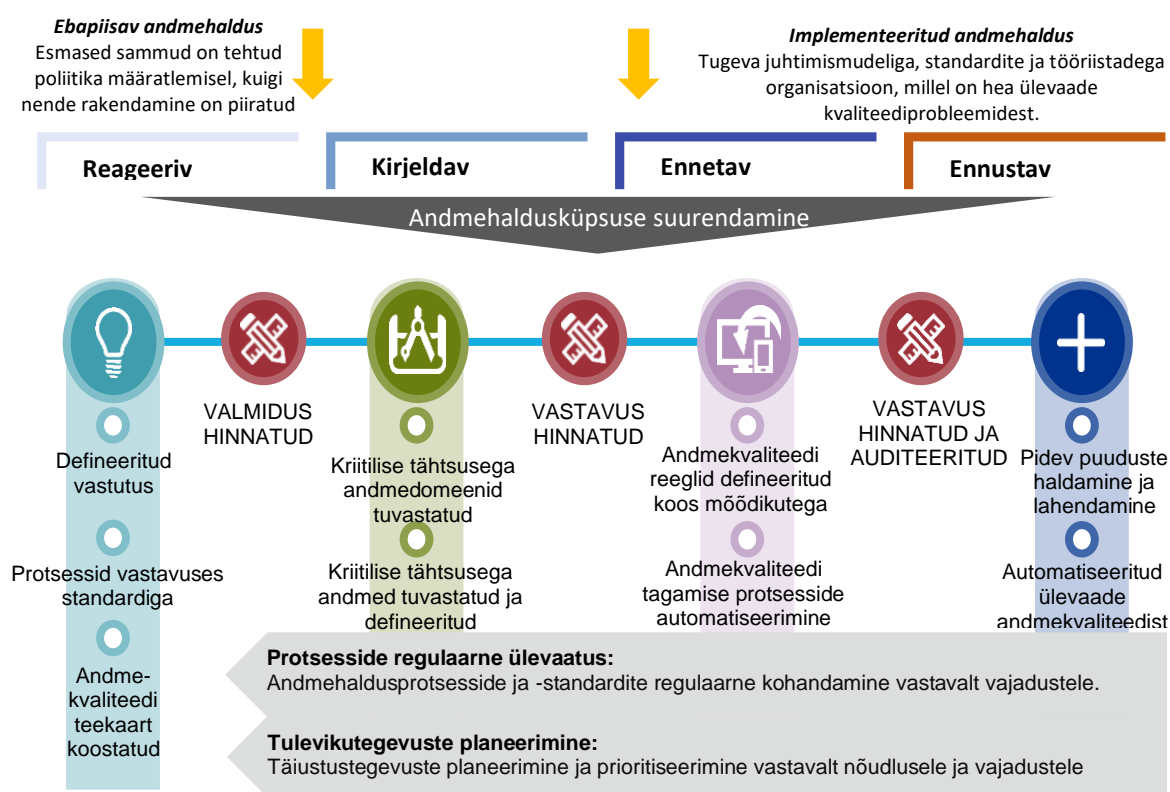 Ebapiisav andmehaldus
Esmased sammud on tehtud
poliitika määratlemisel, kuigi
nende rakendamine on piiratud
Implementeeritud andmehaldus
Tugeva juhtimismudeliga, standardite ja tööriistadega
organisatsioon, millel on hea ülevaade
kvaliteediprobleemidest.
Reageeriv
Kirjeldav
Ennetav
Ennustav
Andmehaldusküpsuse suurendamine
Defineeritud
vastutus
Protsessid vastavuses
standardiga
Andme-
kvaliteedi
teekaart
koostatud
VALMIDUS
HINNATUD
Kriitilise tähtsusega
andmedomeenid
tuvastatud
Kriitilise tähtsusega
andmed tuvastatud ja
defineeritud
VASTAVUS
HINNATUD
Andmekvaliteedi
reeglid defineeritud
koos mõõdikutega
Andmekvaliteedi
tagamise protsesside
automatiseerimine
VASTAVUS
HINNATUD JA
AUDITEERITUD
Pidev puuduste
haldamine ja
lahendamine
Automatiseeritud
ülevaade
andmekvaliteedist
Protsesside regulaarne ülevaatus:
Andmehaldusprotsesside ja -standardite regulaarne kohandamine vastavalt vajadustele.
Tulevikutegevuste planeerimine:
Täiustustegevuste planeerimine ja prioritiseerimine vastavalt nõudlusele ja vajadustele